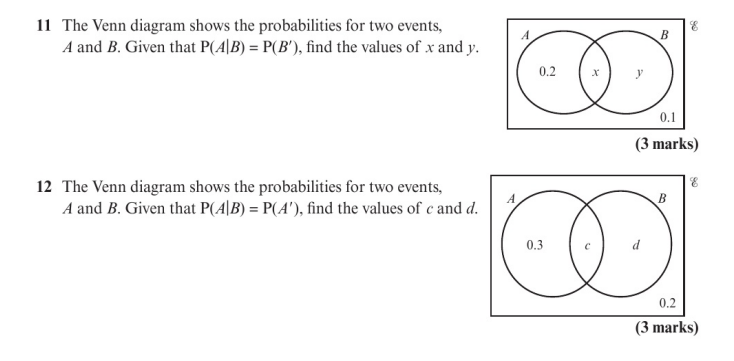 11 The Venn diagram shows the probabilities for two events,
A and B. Given that P(A|B) = P(B′), find the values of x and y.
A
B
ℰ
0.2
x
y
0.1
(3 marks)
12 The Venn diagram shows the probabilities for two events,
A and B. Given that P(A|B) = P(A′), find the values of c and d.
A
B
ℰ
0.3
c
d
0.2
(3 marks)